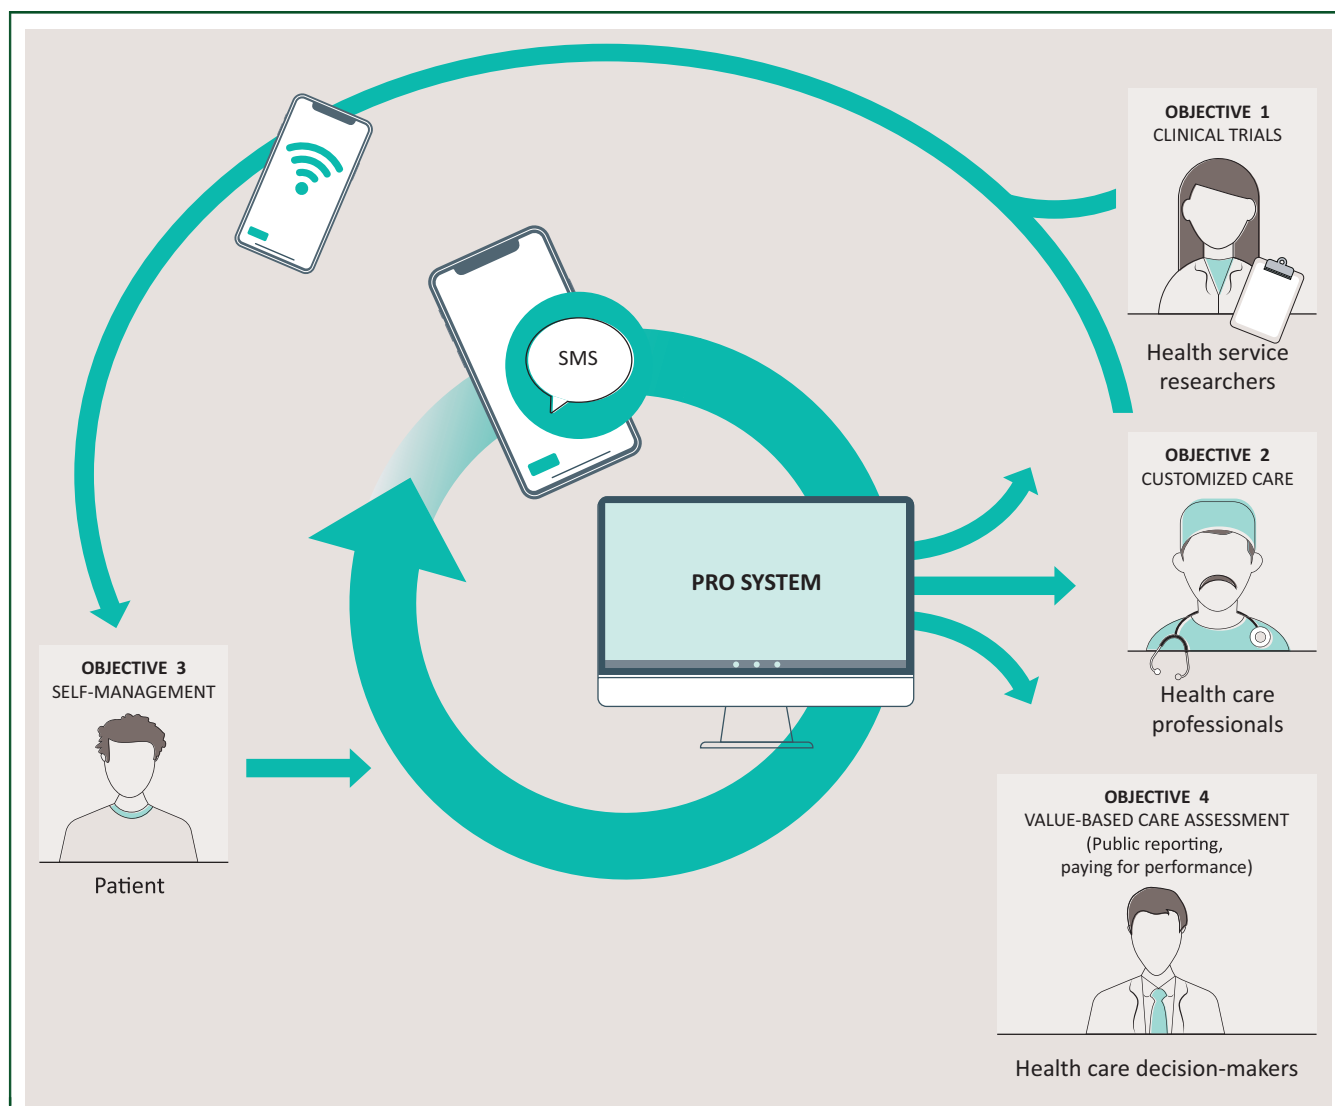 OBJECTIVE 1
CLINICAL TRIALS
Health service
researchers
SMS
OBJECTIVE 2
CUSTOMIZED CARE
Health care
professionals
PRO SYSTEM
OBJECTIVE 3
SELF-MANAGEMENT
Patient
OBJECTIVE 4
VALUE-BASED CARE ASSESSMENT
(Public reporting,
paying for performance)
Health care decision-makers